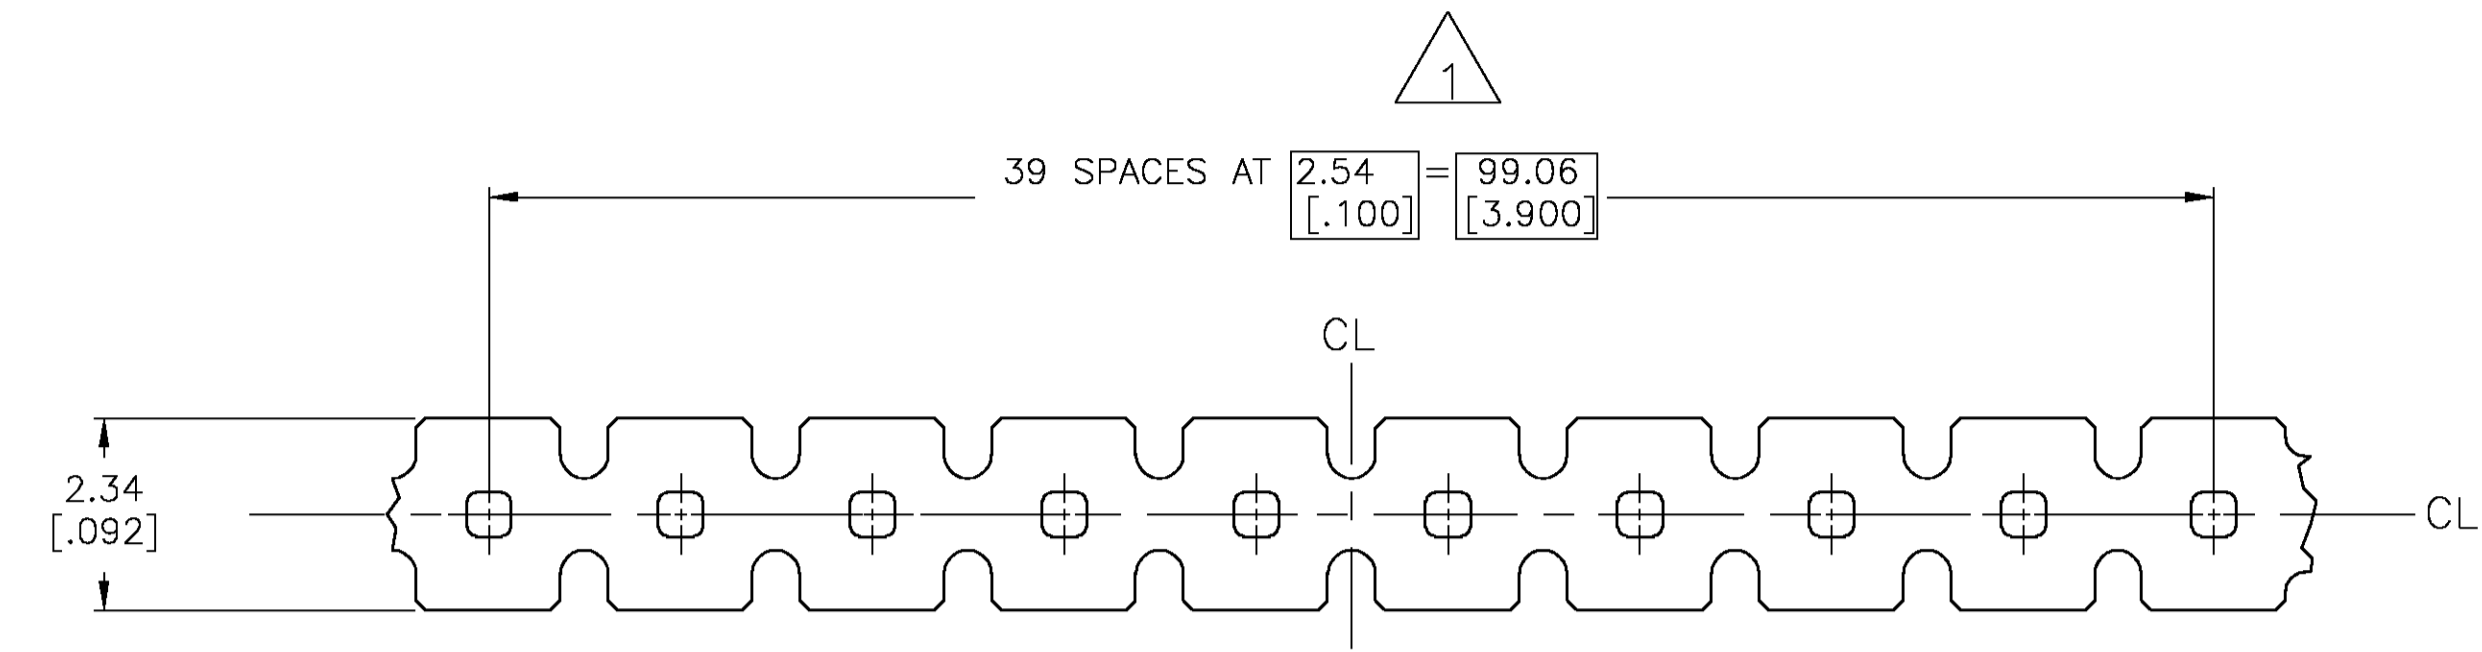 1
39 SPACES AT 2.54 = 99.06
[.100] [3.900]
CL
2.34
[.092]
CL